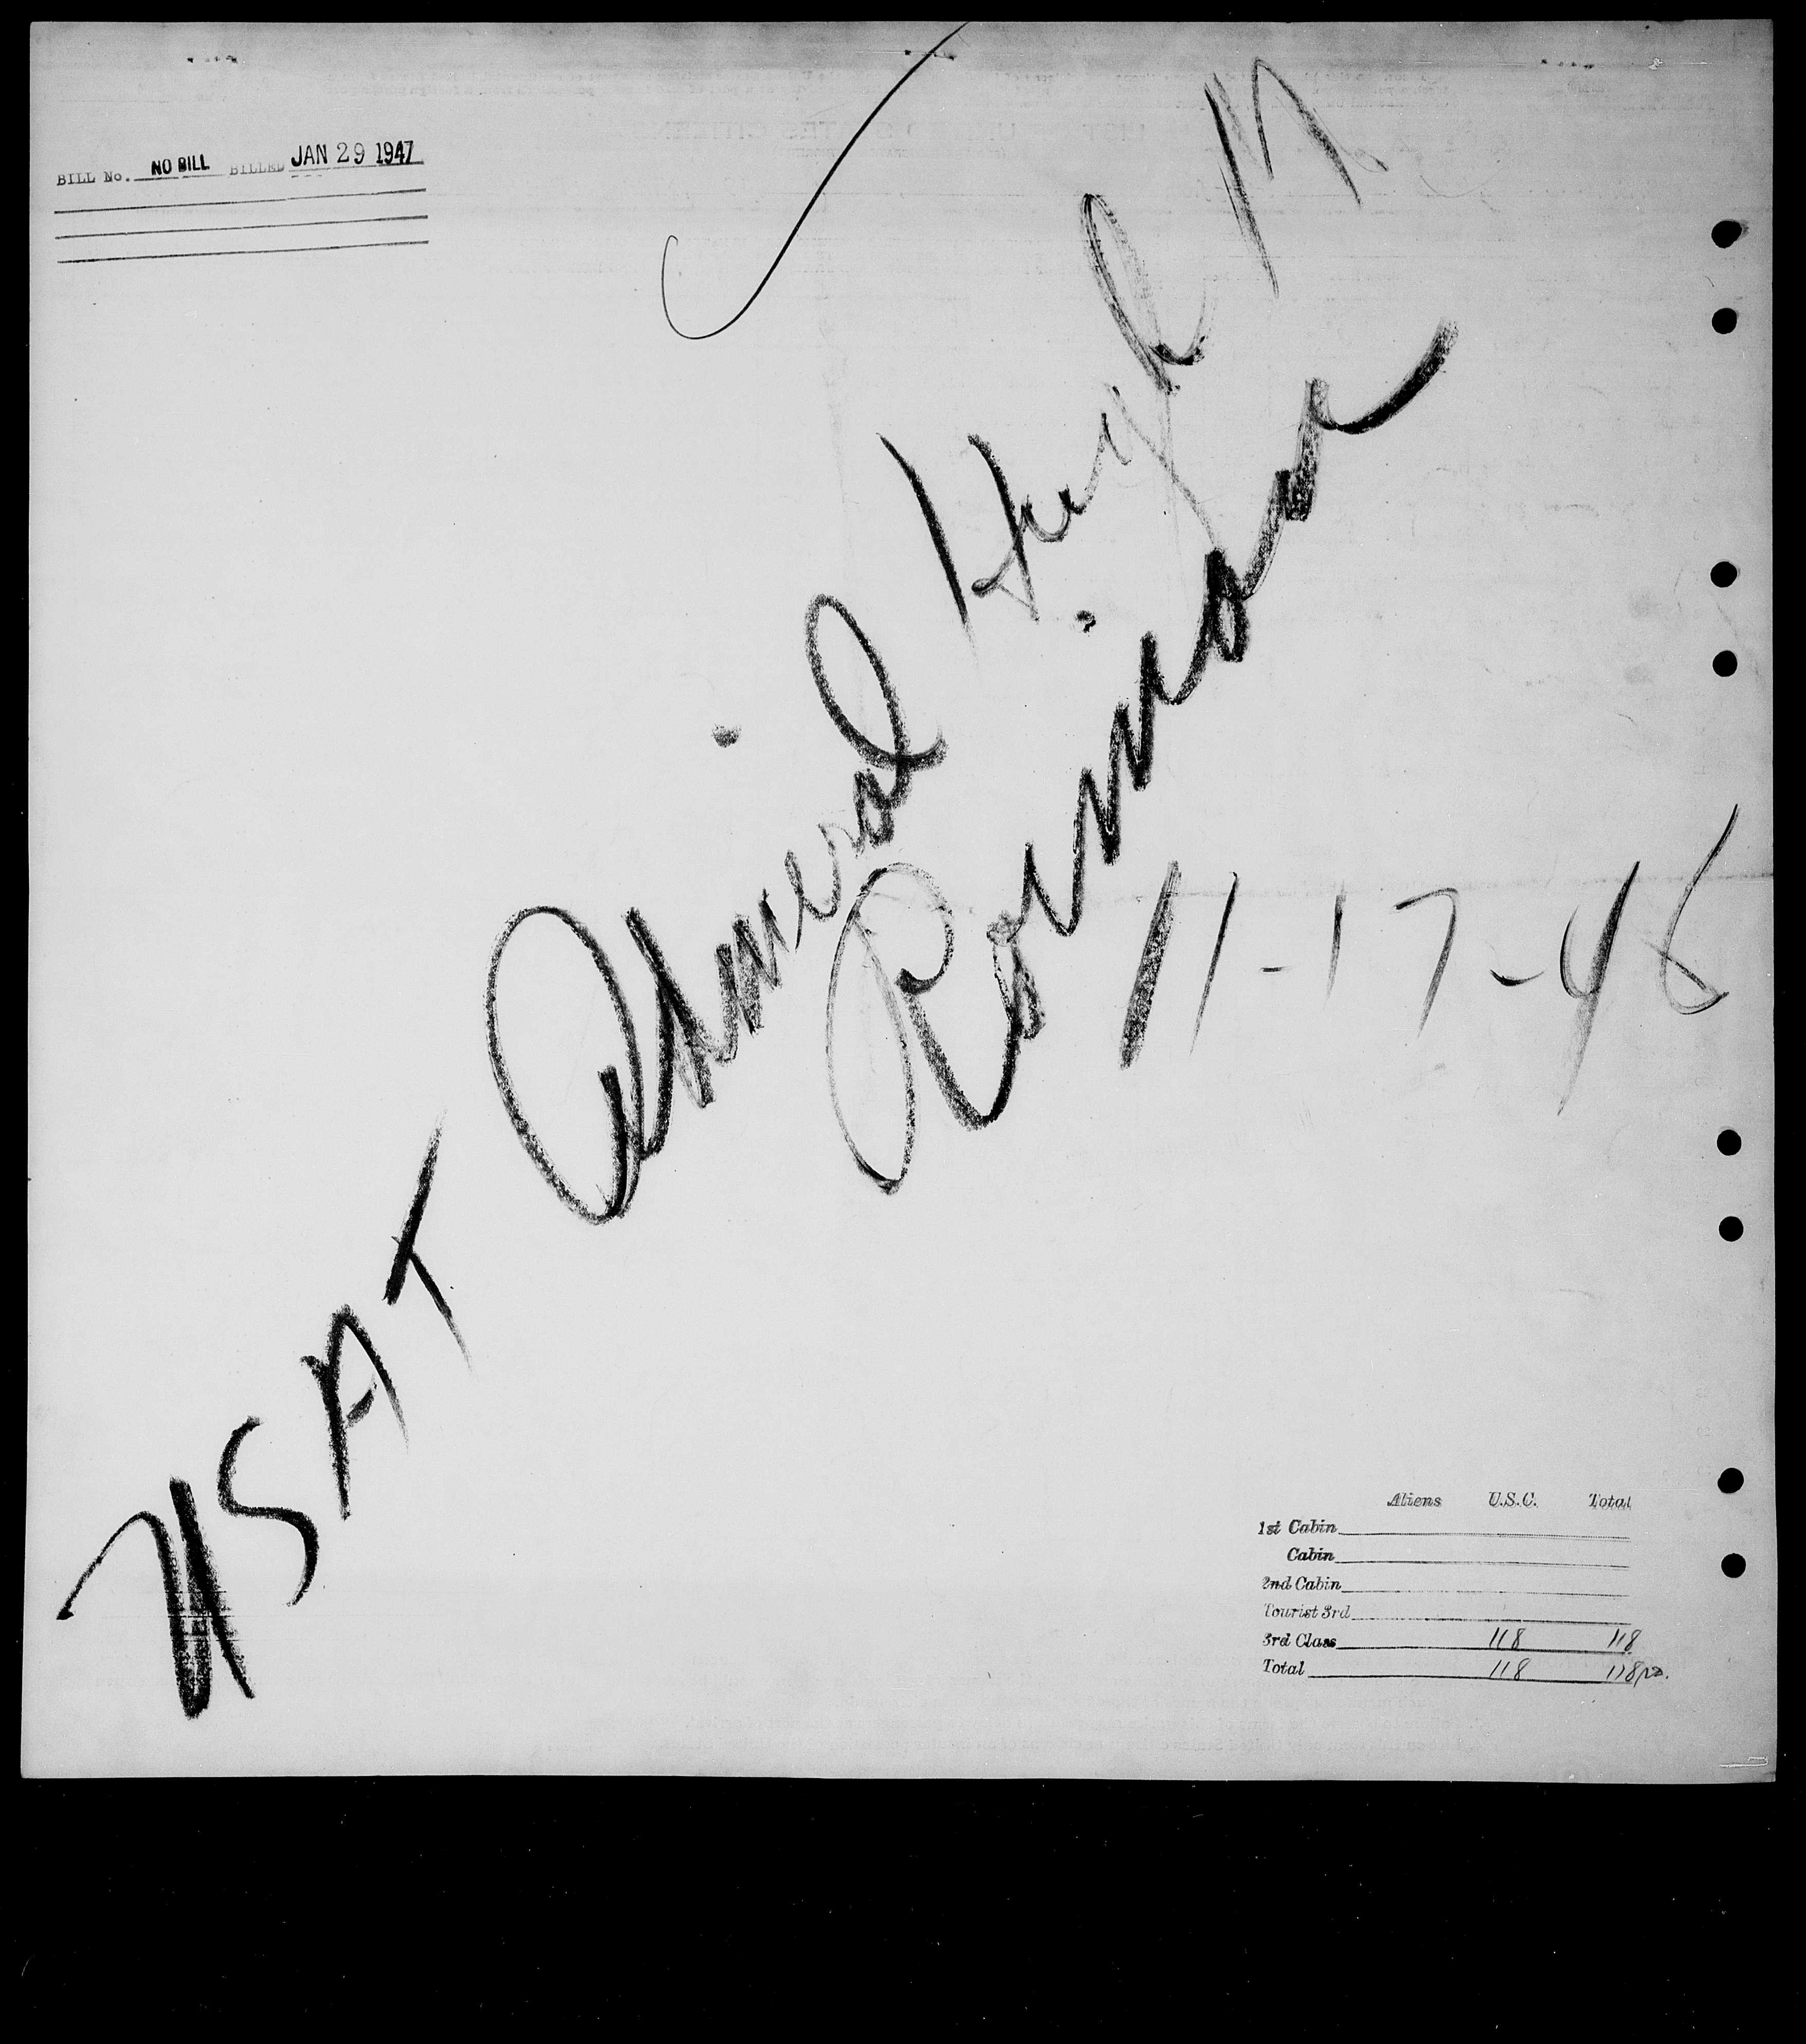 BILL No. NO BILL BILLED JAN 29 1947
USAT Admiral Hugh
11-17-46
Aliens U.S.C. Total
1st Cabin
Cabin
2nd Cabin
Tourist 3rd
3rd Class 118 118
Total 118 118